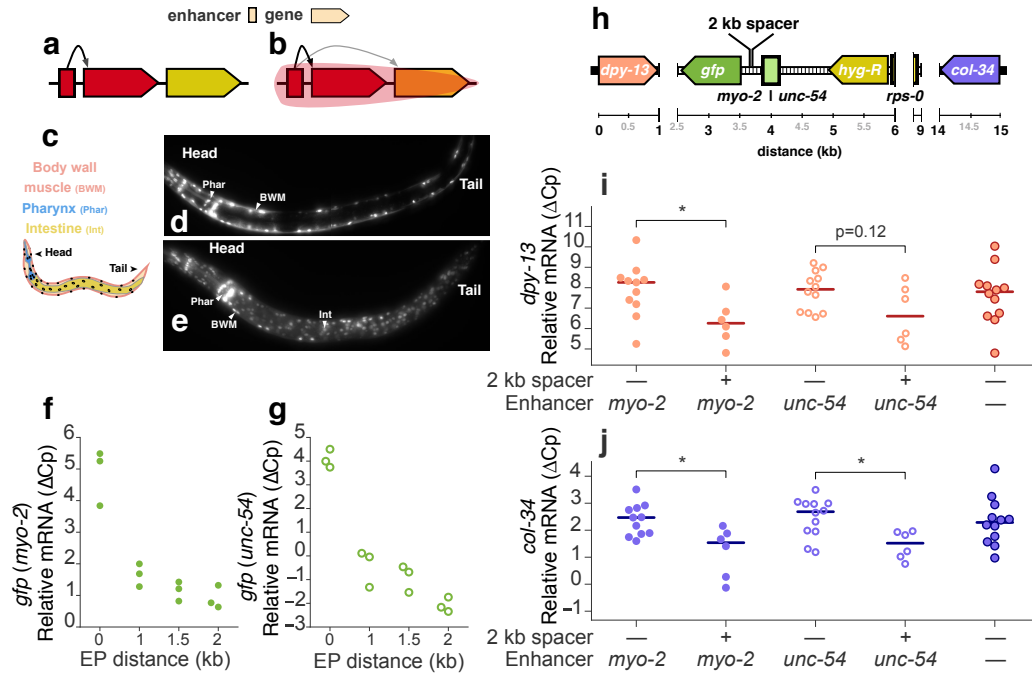 enhancer gene
a
b
c
Body wall
muscle (BWM)
Pharynx (Phar)
Intestine (Int)
Head
Tail
Head
Phar
BWM
Tail
d
Head
Phar
BWM
Int
Tail
e
f
gfp (myo-2)
Relative mRNA (ΔCp)
6
5
4
3
2
1
0
0 1 1.5 2
EP distance (kb)
g
gfp (unc-54)
Relative mRNA (ΔCp)
5
4
3
2
1
0
−1
−2
−3
0 1 1.5 2
EP distance (kb)
h
2 kb spacer
dpy-13 gfp hyg-R col-34
myo-2 | unc-54 rps-0
0 0.5 1 2.5 3 3.5 4 4.5 5 5.5 6 9 14 14.5 15
distance (kb)
i
dpy-13
Relative mRNA (ΔCp)
11
10
9
8
7
6
5
4
* p=0.12
2 kb spacer — + — + —
Enhancer myo-2 myo-2 unc-54 unc-54 —
j
col-34
Relative mRNA (ΔCp)
4
3
2
1
0
−1
* *
2 kb spacer — + — + —
Enhancer myo-2 myo-2 unc-54 unc-54 —